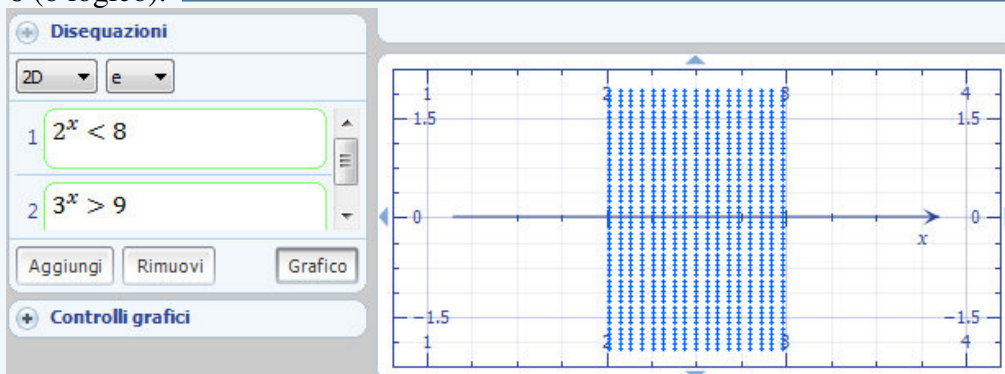 o (o logico).
Disequazioni
2D e
1 2^x < 8
2 3^x > 9
Aggiungi Rimuovi Grafico
Controlli grafici
1 2 3 4
1.5 1.5
0 0
x
-1.5 -1.5
1 2 3 4